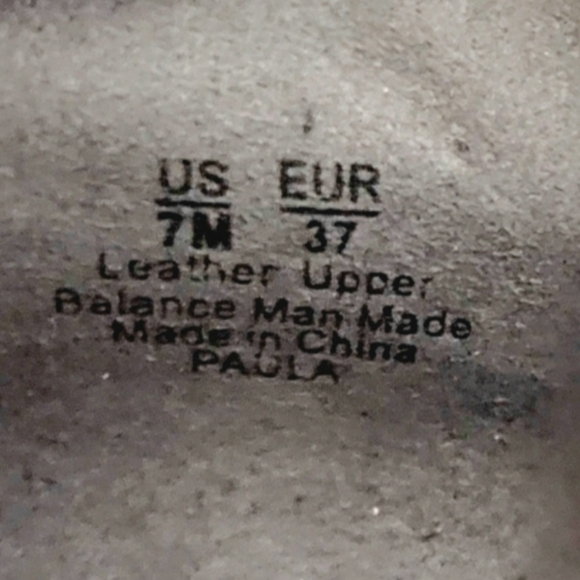 US EUR
7M 37
Leather Upper
Balance Man Made
Made in China
PAULA